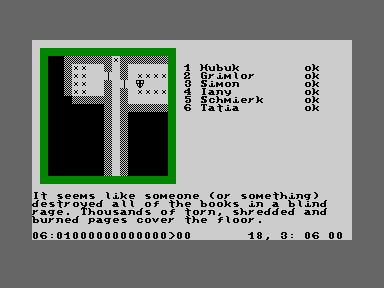 1 Hubuk ok
2 Grimlor ok
3 Simon ok
4 Iany ok
5 Schmierk ok
6 Tatia ok
It seems like someone (or something)
destroyed all of the books in a blind
rage. Thousands of torn, shredded and
burned pages cover the floor.
06:01000000000000>00 18, 3: 06 00